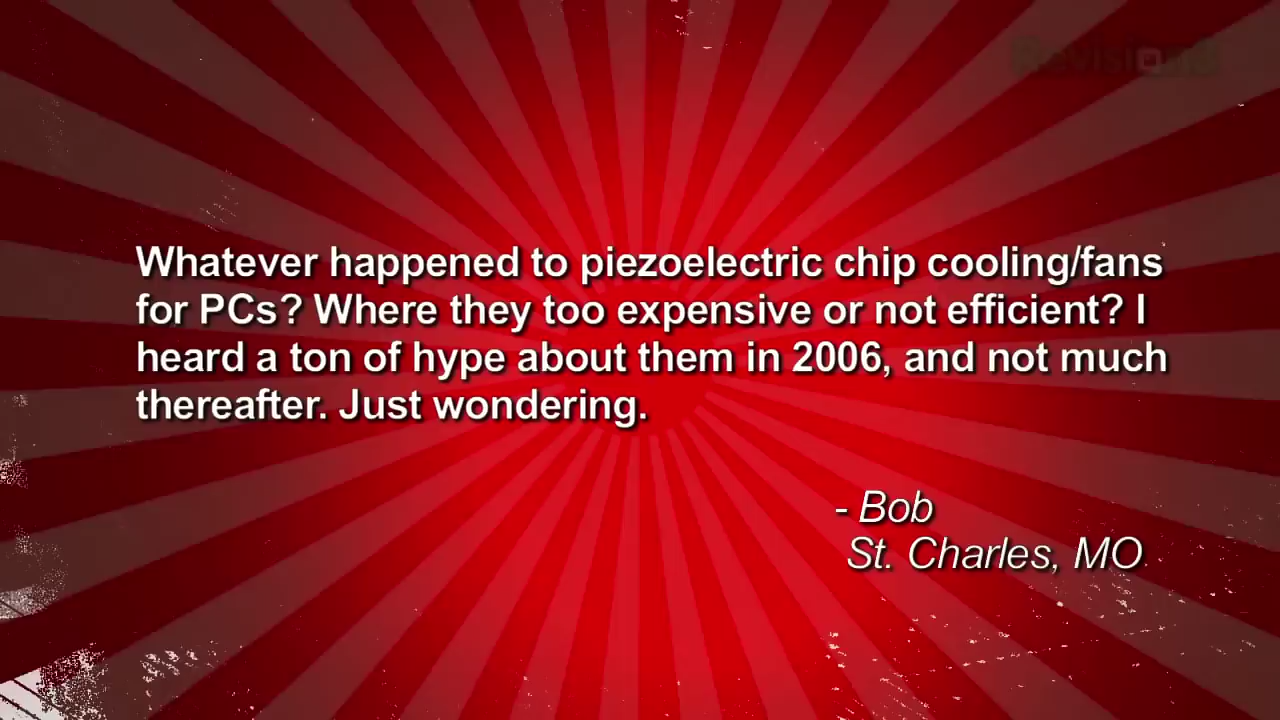 Whatever happened to piezoelectric chip cooling/fans
for PCs? Where they too expensive or not efficient? I
heard a ton of hype about them in 2006, and not much
thereafter. Just wondering.
- Bob
St. Charles, MO